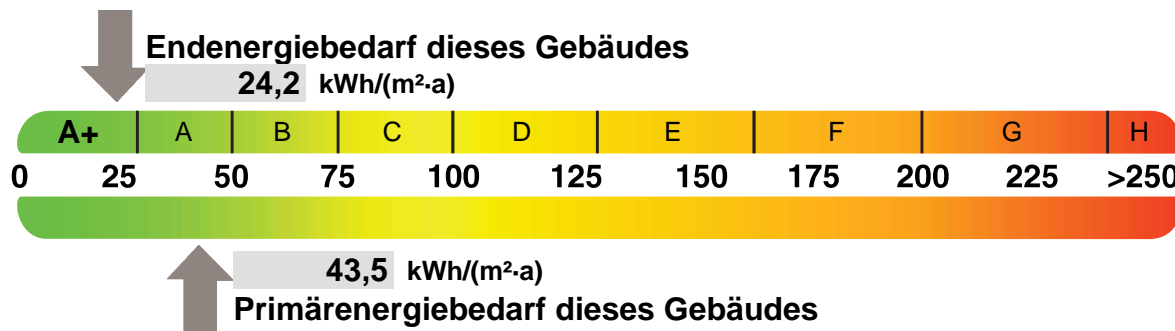 Endenergiebedarf dieses Gebäudes
24,2 kWh/(m²·a)
A+ A B C D E F G H
0 25 50 75 100 125 150 175 200 225 >250
43,5 kWh/(m²·a)
Primärenergiebedarf dieses Gebäudes